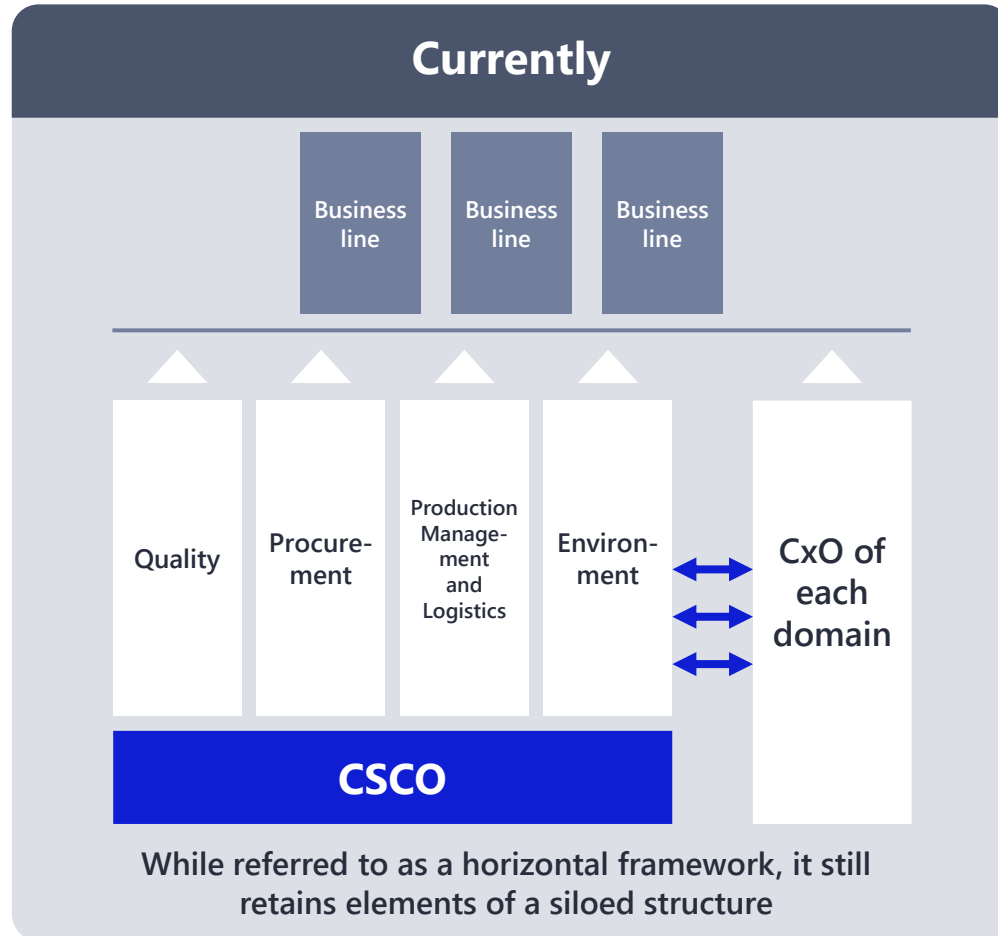 Currently
Business
line
Business
line
Business
line
Quality
Procure-
ment
Production
Manage-
ment
and
Logistics
Environ-
ment
CxO of
each
domain
CSCO
While referred to as a horizontal framework, it still
retains elements of a siloed structure